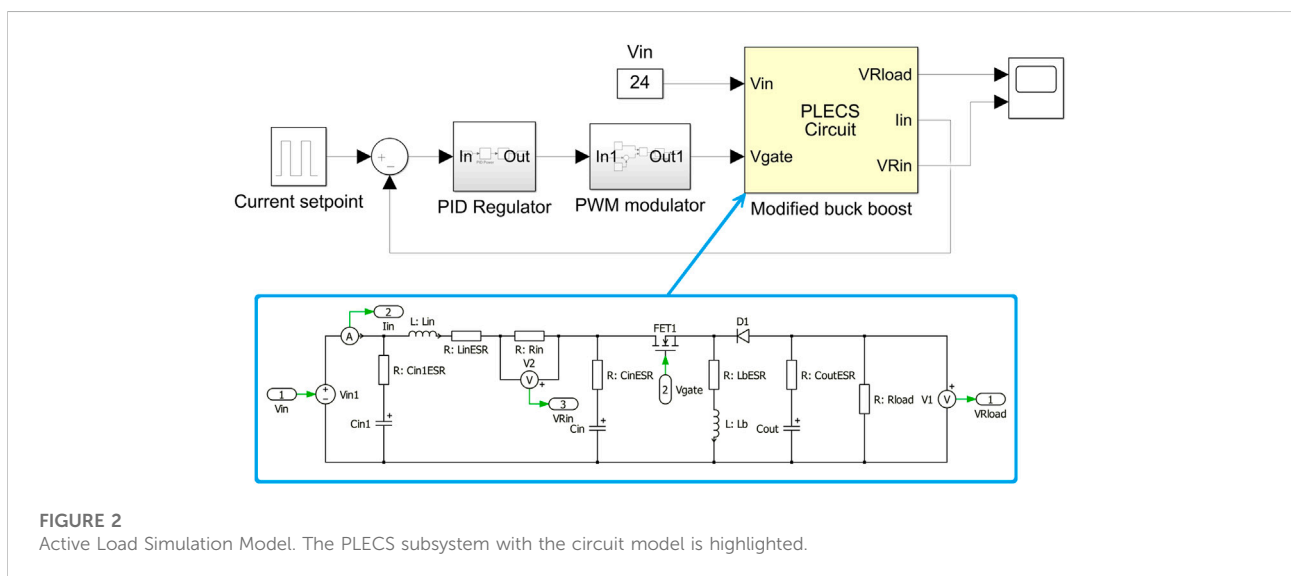 Vin
24
Vin
VRload
PLECS
Circuit
Iin
Vgate
VRin
In
Out
In1
Out1
+
−
Current setpoint
PID Regulator
PWM modulator
Modified buck boost
2
Iin
A
L: Lin
R: LinESR
R: Rin
V2
V
+
3
VRin
FET1
D1
1
Vin
+
−
Vin1
R: Cin1ESR
+
Cin1
R: CinESR
+
Cin
2
Vgate
R: LbESR
L: Lb
R: CoutESR
+
Cout
R: Rload
V1
+
V
1
VRload
FIGURE 2
Active Load Simulation Model. The PLECS subsystem with the circuit model is highlighted.